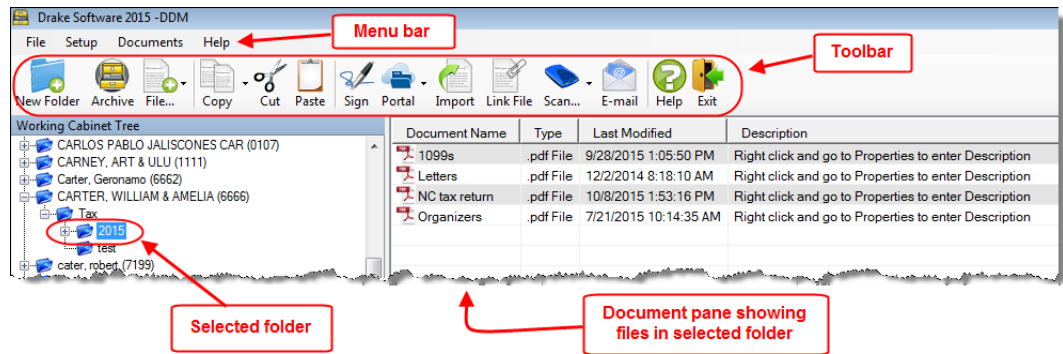 Drake Software 2015 -DDM
File Setup Documents Help
Menu bar
Toolbar
New Folder Archive File... Copy Cut Paste Sign Portal Import Link File Scan... E-mail Help Exit
Working Cabinet Tree
CARLOS PABLO JALISCONES CAR (0107)
CARNEY, ART & ULU (1111)
Carter, Geronamo (6662)
CARTER, WILLIAM & AMELIA (6666)
Tax
2015
test
cater, robert (7199)
Document Name Type Last Modified Description
1099s .pdf File 9/28/2015 1:05:50 PM Right click and go to Properties to enter Description
Letters .pdf File 12/2/2014 8:18:10 AM Right click and go to Properties to enter Description
NC tax return .pdf File 10/8/2015 1:53:16 PM Right click and go to Properties to enter Description
Organizers .pdf File 7/21/2015 10:14:35 AM Right click and go to Properties to enter Description
Selected folder
Document pane showing
files in selected folder